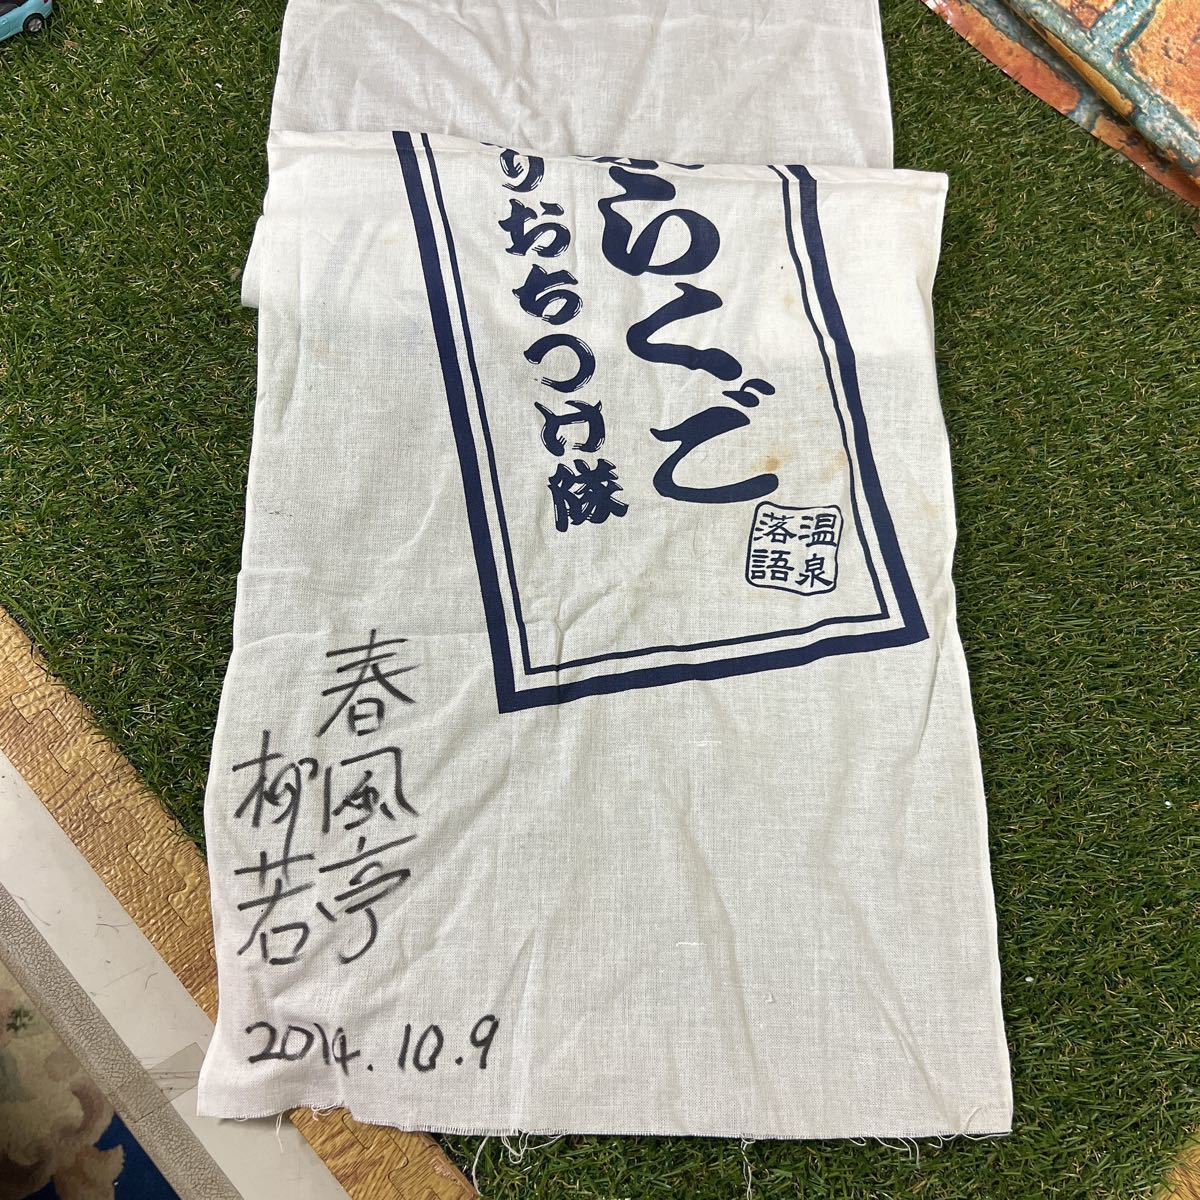 らくご
りおちつけ隊
温泉
落語
春風亭
柳若
2014.10.9